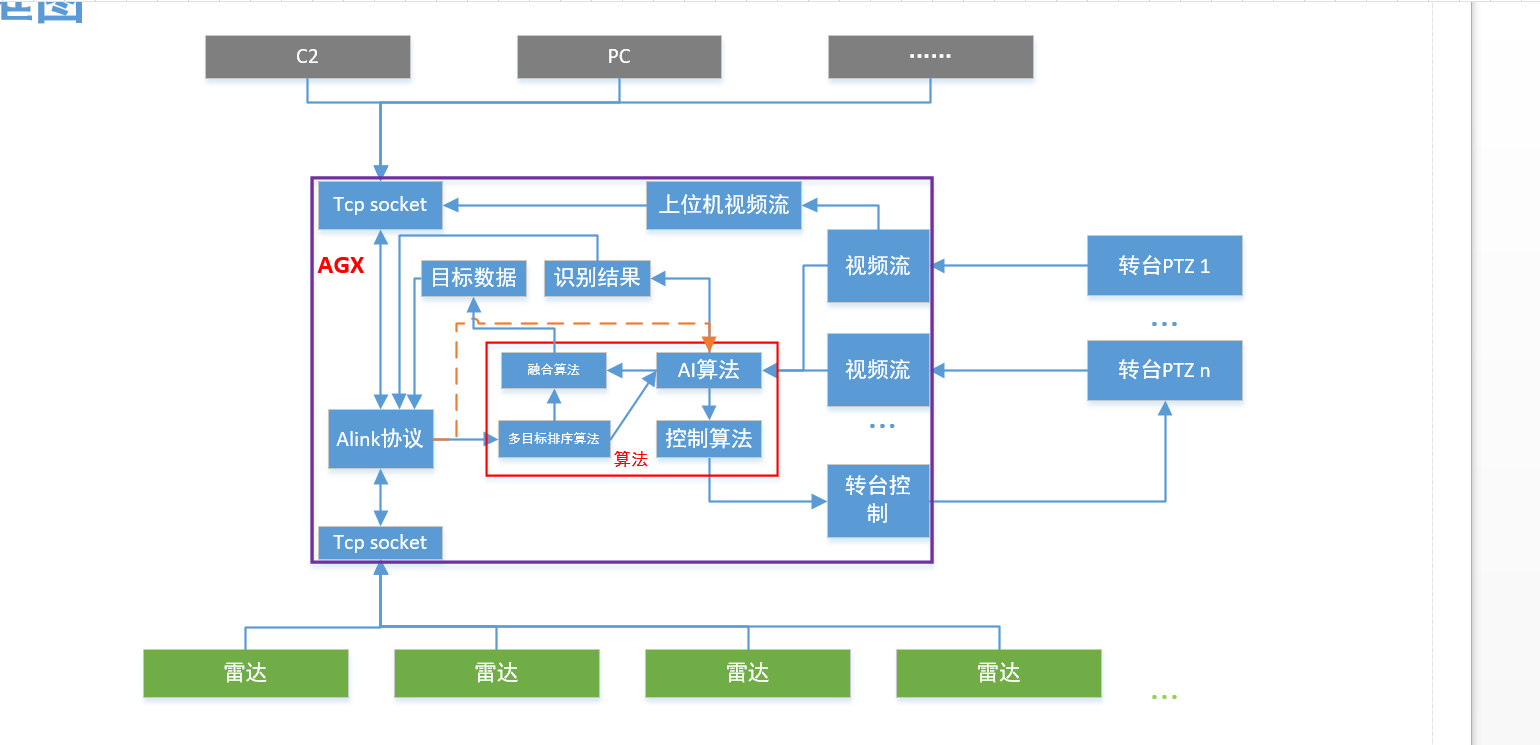 框图
C2
PC
……
Tcp socket
上位机视频流
AGX
目标数据
识别结果
视频流
转台PTZ 1
...
融合算法
AI算法
视频流
转台PTZ n
...
Alink协议
多目标排序算法
控制算法
算法
转台控
制
Tcp socket
雷达
雷达
雷达
雷达
...